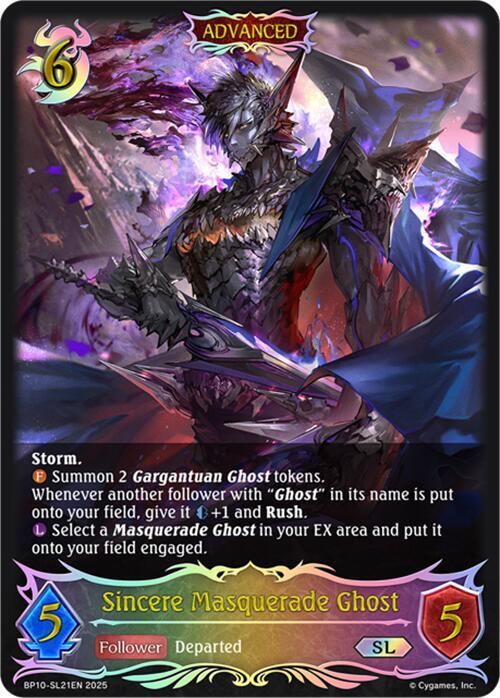 ADVANCED
6
Storm.
F Summon 2 Gargantuan Ghost tokens.
Whenever another follower with “Ghost” in its name is put
onto your field, give it +1 and Rush.
L Select a Masquerade Ghost in your EX area and put it
onto your field engaged.
Sincere Masquerade Ghost
5
Follower Departed
SL
5
BP10-SL21EN 2025
© Cygames, Inc.